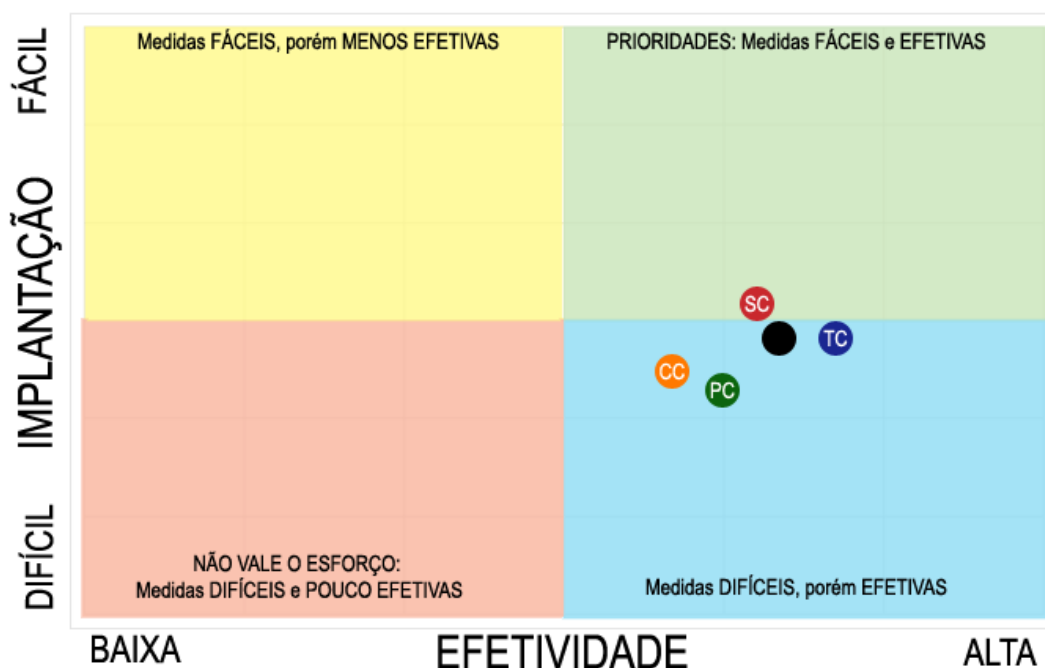 Medidas FÁCEIS, porém MENOS EFETIVAS
PRIORIDADES: Medidas FÁCEIS e EFETIVAS
FÁCIL
IMPLANTAÇÃO
DIFÍCIL
SC
TC
CC
PC
NÃO VALE O ESFORÇO:
Medidas DIFÍCEIS e POUCO EFETIVAS
Medidas DIFÍCEIS, porém EFETIVAS
BAIXA
EFETIVIDADE
ALTA